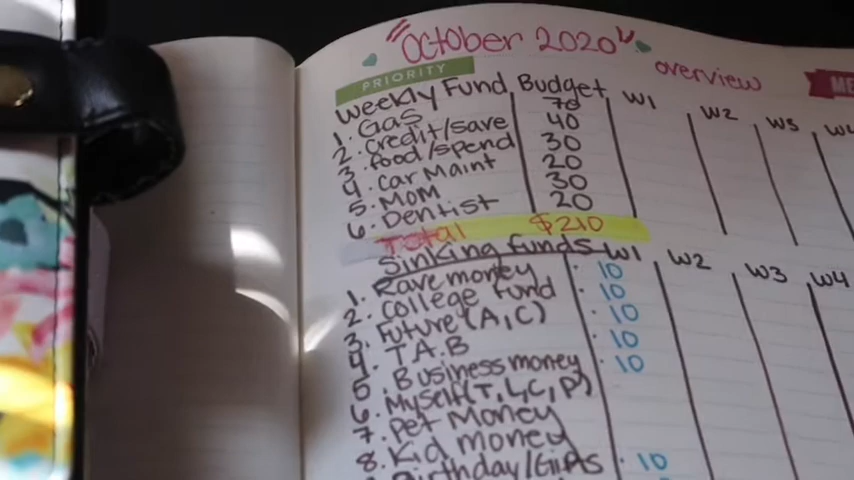 "October 2020"
overview
PRIORITY
ME
Weekly Fund Budget W1 W2 W3 W4
1. Gas 70
2. Credit/save 40
3. Food/spend 30
4. Car Maint 20
5. Mom 30
6. Dentist 20
Total $210
Sinking Funds W1 W2 W3 W4
1. Rave money · 10
2. College Fund · 10
3. Future (A, C) · 10
4. T.A.B · 10
5. Business money · 10
6. Myself (T, L, C, P)
7. Pet Money
8. Kid money
Birthday/Gifts · 10